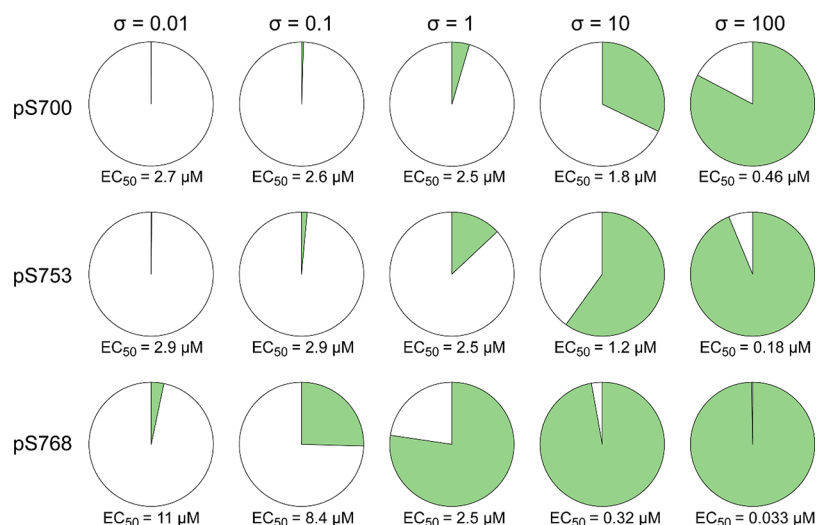 σ = 0.01 σ = 0.1 σ = 1 σ = 10 σ = 100
pS700
EC50 = 2.7 µM EC50 = 2.6 µM EC50 = 2.5 µM EC50 = 1.8 µM EC50 = 0.46 µM
pS753
EC50 = 2.9 µM EC50 = 2.9 µM EC50 = 2.5 µM EC50 = 1.2 µM EC50 = 0.18 µM
pS768
EC50 = 11 µM EC50 = 8.4 µM EC50 = 2.5 µM EC50 = 0.32 µM EC50 = 0.033 µM